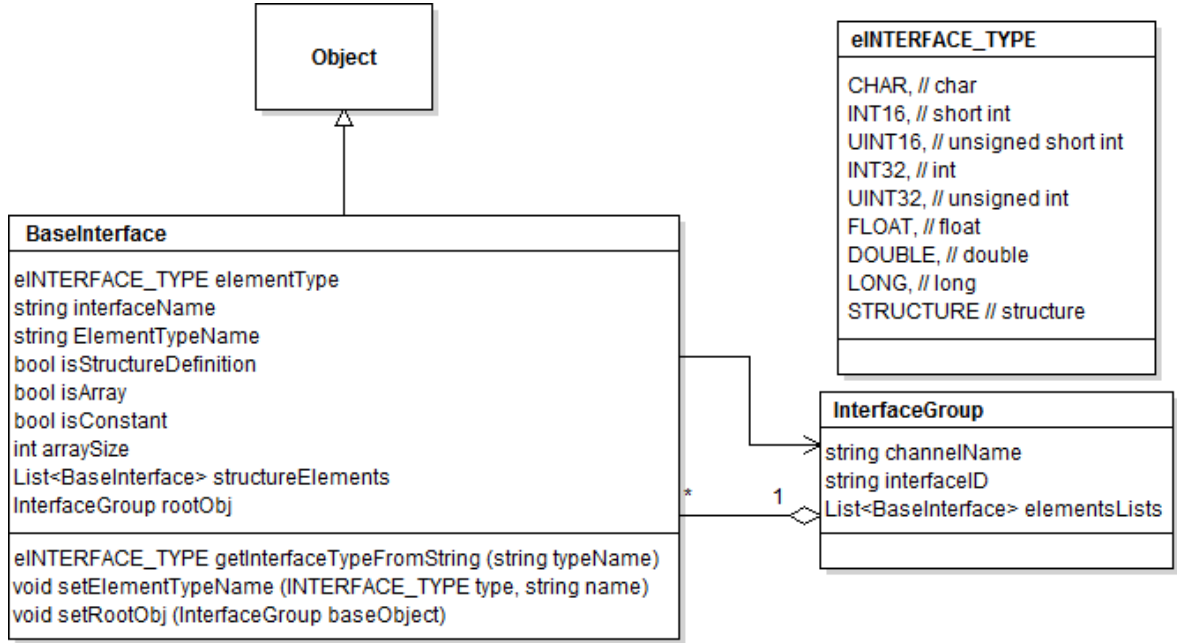 Object
eINTERFACE_TYPE
CHAR, // char
INT16, // short int
UINT16, // unsigned short int
INT32, // int
UINT32, // unsigned int
FLOAT, // float
DOUBLE, // double
LONG, // long
STRUCTURE // structure
BaseInterface
eINTERFACE_TYPE elementType
string interfaceName
string ElementTypeName
bool isStructureDefinition
bool isArray
bool isConstant
int arraySize
List<BaseInterface> structureElements
InterfaceGroup rootObj
eINTERFACE_TYPE getInterfaceTypeFromString (string typeName)
void setElementTypeName (INTERFACE_TYPE type, string name)
void setRootObj (InterfaceGroup baseObject)
* 1
InterfaceGroup
string channelName
string interfaceID
List<BaseInterface> elementsLists